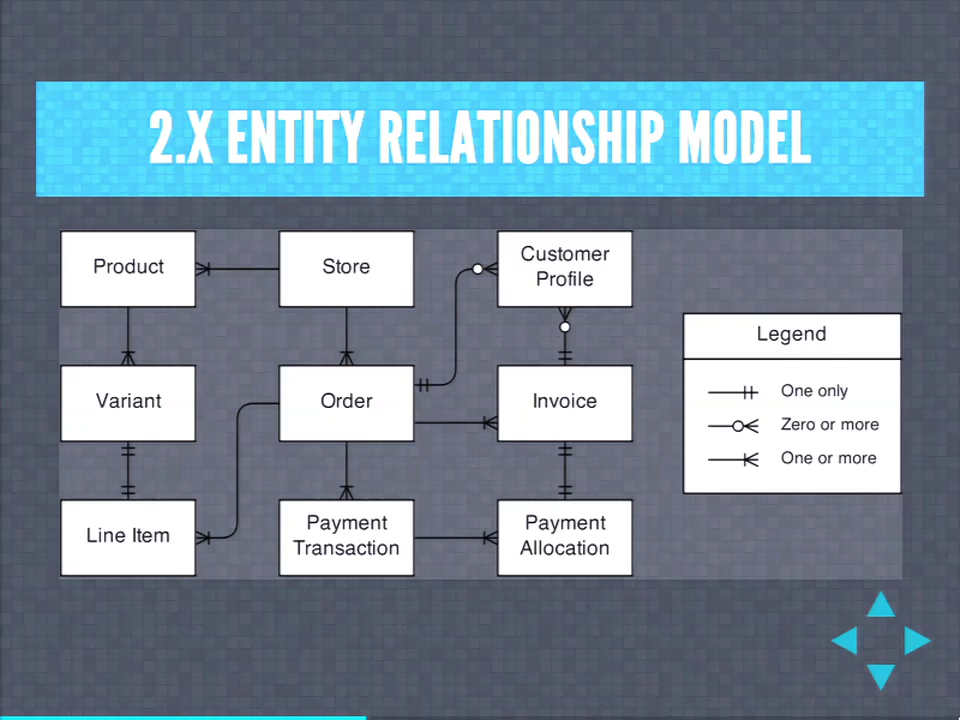 2.X ENTITY RELATIONSHIP MODEL
Product
Store
Customer
Profile
Legend
Variant
Order
Invoice
One only
Zero or more
One or more
Line Item
Payment
Transaction
Payment
Allocation